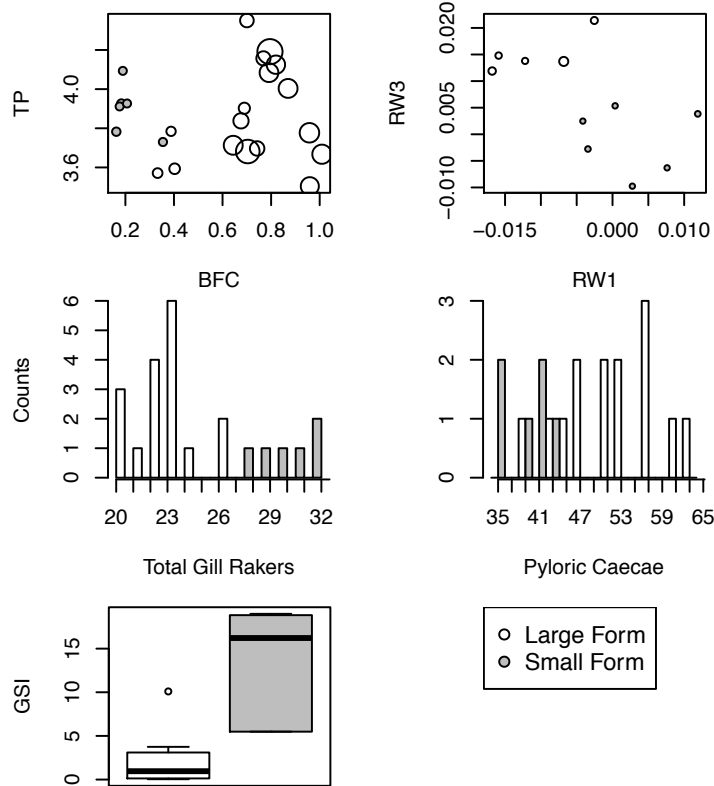 TP
4.0
3.6
0.2 0.4 0.6 0.8 1.0
BFC
RW3
0.020
0.005
−0.010
−0.015 0.000 0.010
RW1
Counts
6
5
4
3
2
1
0
20 23 26 29 32
Total Gill Rakers
3
2
1
0
35 41 47 53 59 65
Pyloric Caecae
GSI
15
10
5
0
Large Form
Small Form